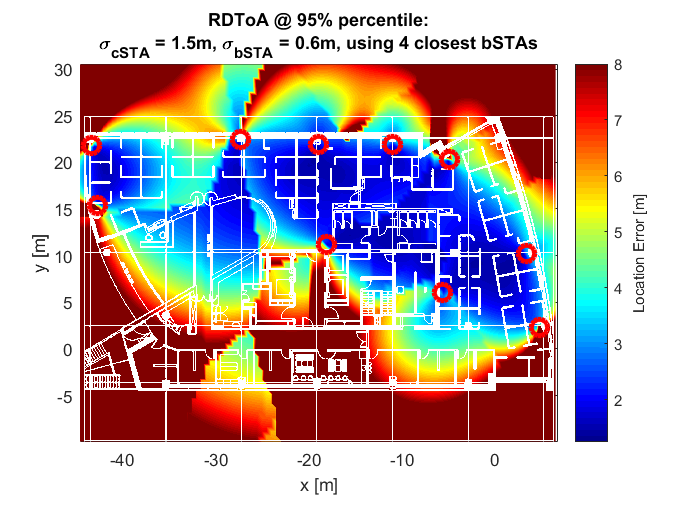 RDToA @ 95% percentile:
σcSTA = 1.5m, σbSTA = 0.6m, using 4 closest bSTAs
30
25
20
15
10
5
0
-5
y [m]
-40 -30 -20 -10 0
x [m]
8
7
6
5
4
3
2
Location Error [m]